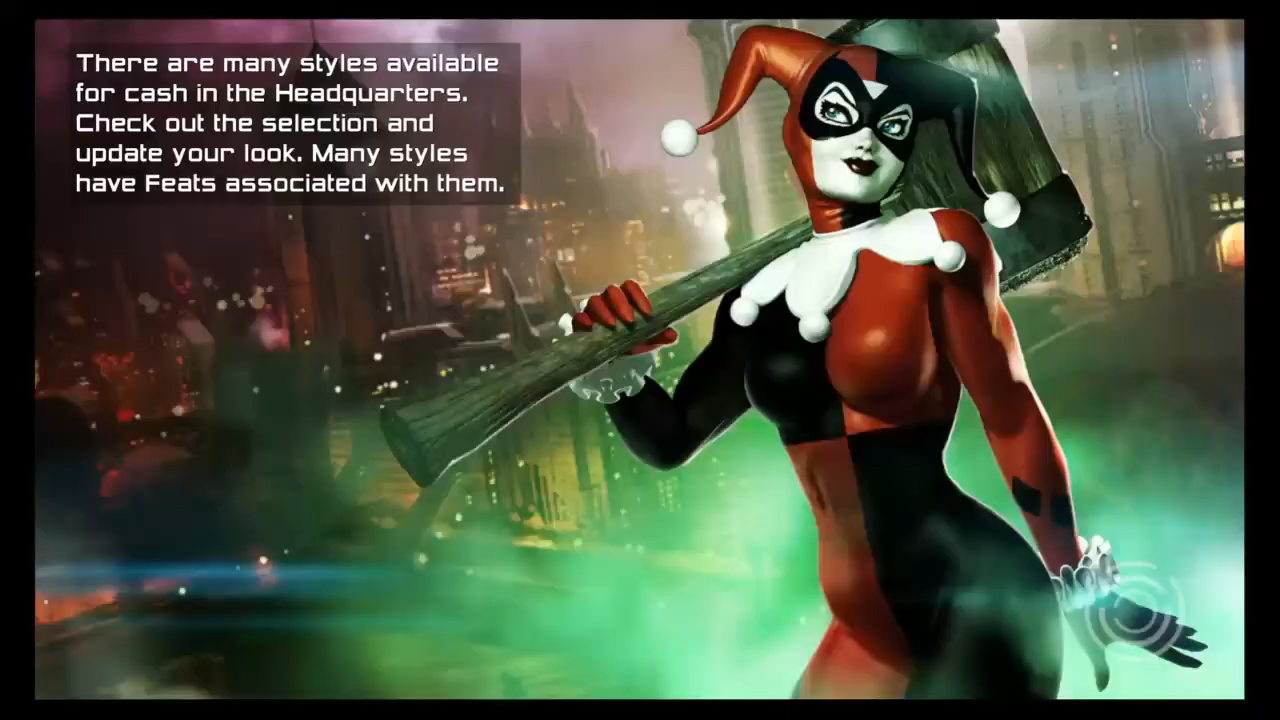 There are many styles available
for cash in the Headquarters.
Check out the selection and
update your look. Many styles
have Feats associated with them.